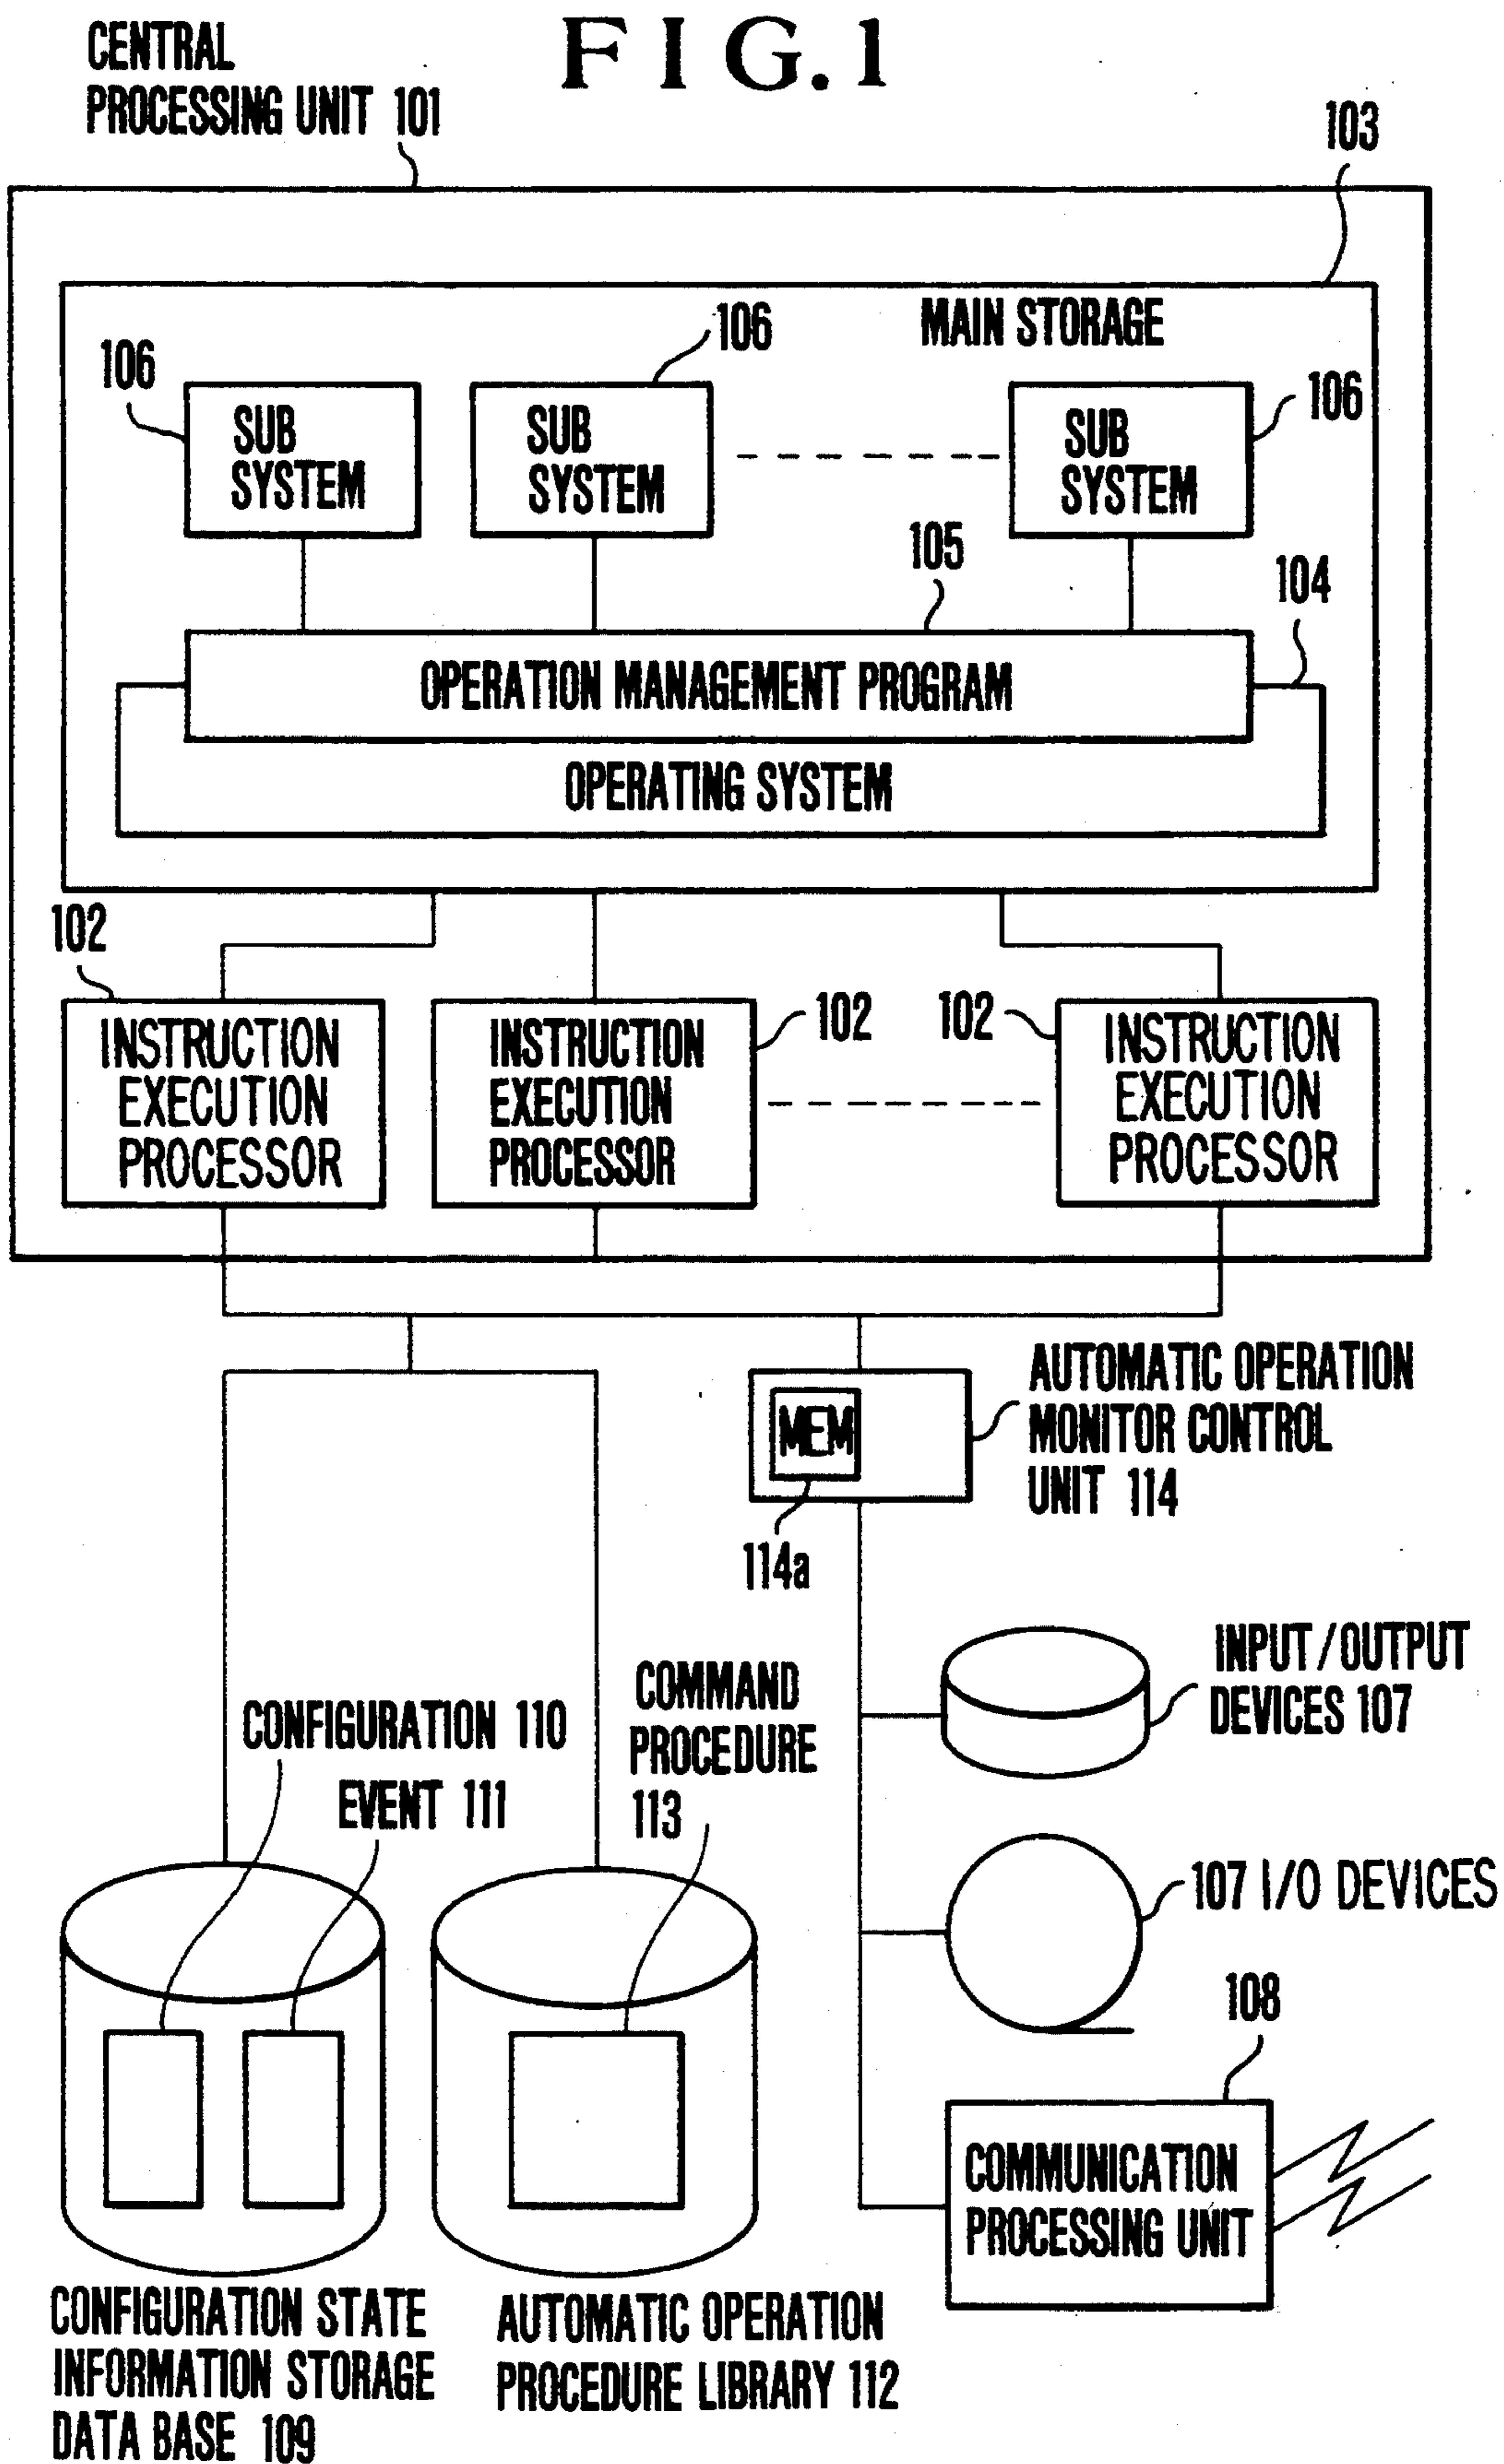 FIG.1
CENTRAL
PROCESSING UNIT 101
103
MAIN STORAGE
106
106
106
SUB
SYSTEM
SUB
SYSTEM
SUB
SYSTEM
105
104
OPERATION MANAGEMENT PROGRAM
OPERATING SYSTEM
102
102
102
INSTRUCTION
EXECUTION
PROCESSOR
INSTRUCTION
EXECUTION
PROCESSOR
INSTRUCTION
EXECUTION
PROCESSOR
MEM
114a
AUTOMATIC OPERATION
MONITOR CONTROL
UNIT 114
INPUT/OUTPUT
DEVICES 107
CONFIGURATION 110
EVENT 111
COMMAND
PROCEDURE
113
107 I/O DEVICES
108
COMMUNICATION
PROCESSING UNIT
CONFIGURATION STATE
INFORMATION STORAGE
DATA BASE 109
AUTOMATIC OPERATION
PROCEDURE LIBRARY 112